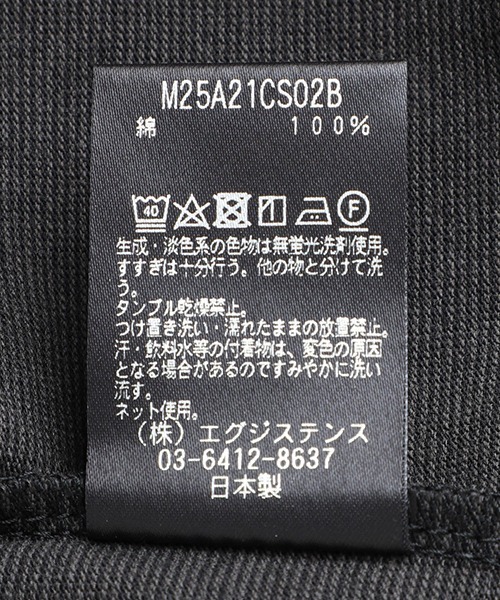 M25A21CS02B
綿 100%
40 F
生成・淡色系の色物は無蛍光洗剤使用。
すすぎは十分行う。他の物と分けて洗
う。
タンブル乾燥禁止。
つけ置き洗い・濡れたままの放置禁止。
汗・飲料水等の付着物は、変色の原因
となる場合があるのですみやかに洗い
流す。
ネット使用。
(株)エグジステンス
03-6412-8637
日本製